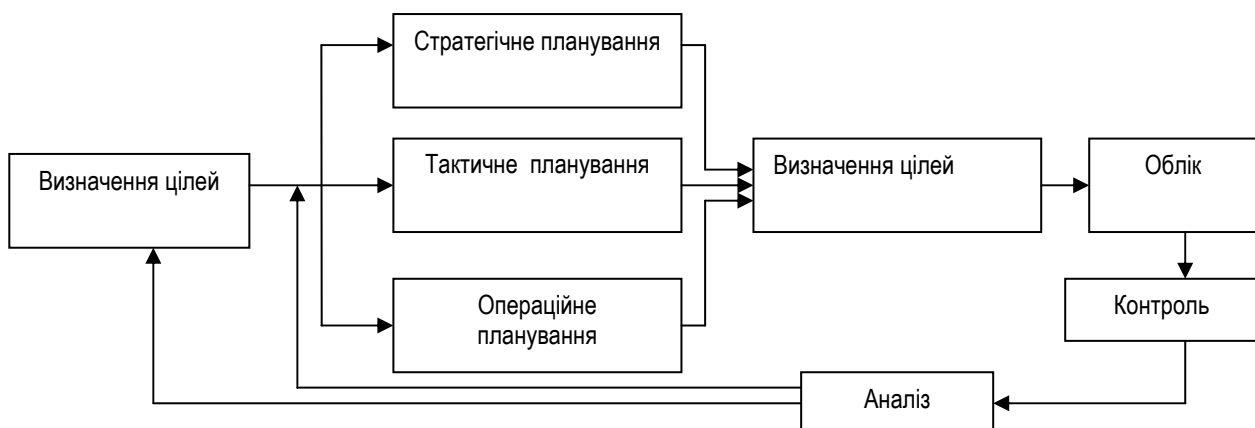 Стратегічне планування
Тактичне планування
Визначення цілей
Визначення цілей
Облік
Операційне
планування
Контроль
Аналіз